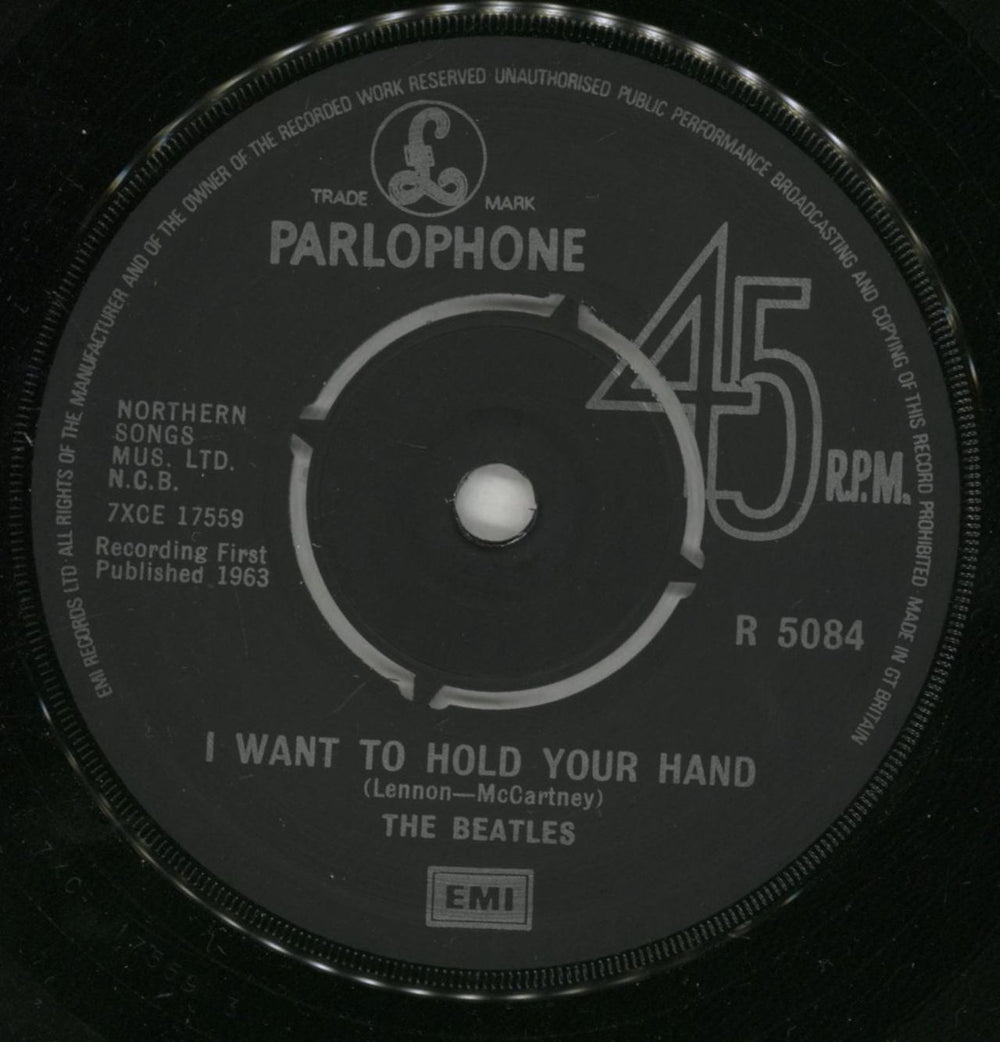 EMI RECORDS LTD · ALL RIGHTS OF THE MANUFACTURER AND OF THE OWNER OF THE RECORDED WORK RESERVED UNAUTHORISED PUBLIC PERFORMANCE BROADCASTING AND COPYING OF THIS RECORD PROHIBITED · MADE IN GT BRITAIN
£
TRADE MARK
PARLOPHONE
45
R.P.M.
NORTHERN
SONGS
MUS. LTD.
N.C.B.
7XCE 17559
Recording First
Published 1963
R 5084
I WANT TO HOLD YOUR HAND
(Lennon—McCartney)
THE BEATLES
EMI